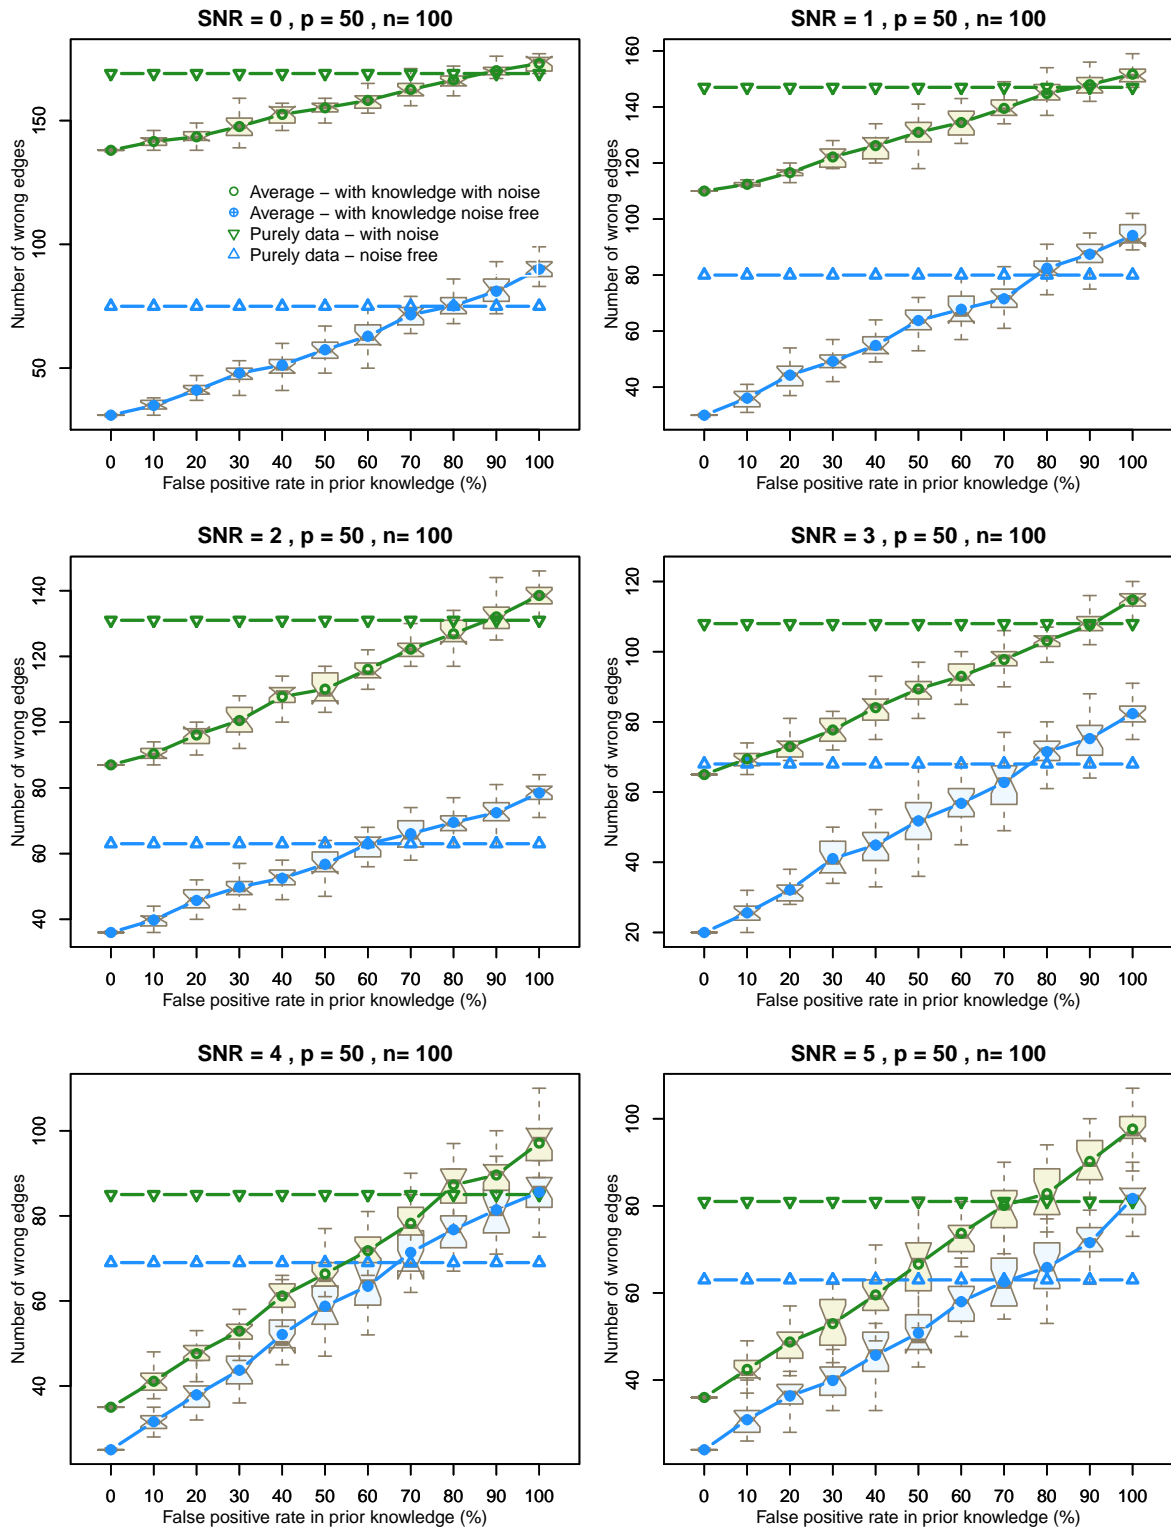 SNR = 0 , p = 50 , n= 100
Number of wrong edges
50 100 150
Average − with knowledge with noise
Average − with knowledge noise free
Purely data − with noise
Purely data − noise free
0 10 20 30 40 50 60 70 80 90 100
False positive rate in prior knowledge (%)
SNR = 1 , p = 50 , n= 100
Number of wrong edges
40 60 80 100 120 140 160
0 10 20 30 40 50 60 70 80 90 100
False positive rate in prior knowledge (%)
SNR = 2 , p = 50 , n= 100
Number of wrong edges
40 60 80 100 120 140
0 10 20 30 40 50 60 70 80 90 100
False positive rate in prior knowledge (%)
SNR = 3 , p = 50 , n= 100
Number of wrong edges
20 40 60 80 100 120
0 10 20 30 40 50 60 70 80 90 100
False positive rate in prior knowledge (%)
SNR = 4 , p = 50 , n= 100
Number of wrong edges
40 60 80 100
0 10 20 30 40 50 60 70 80 90 100
False positive rate in prior knowledge (%)
SNR = 5 , p = 50 , n= 100
Number of wrong edges
40 60 80 100
0 10 20 30 40 50 60 70 80 90 100
False positive rate in prior knowledge (%)